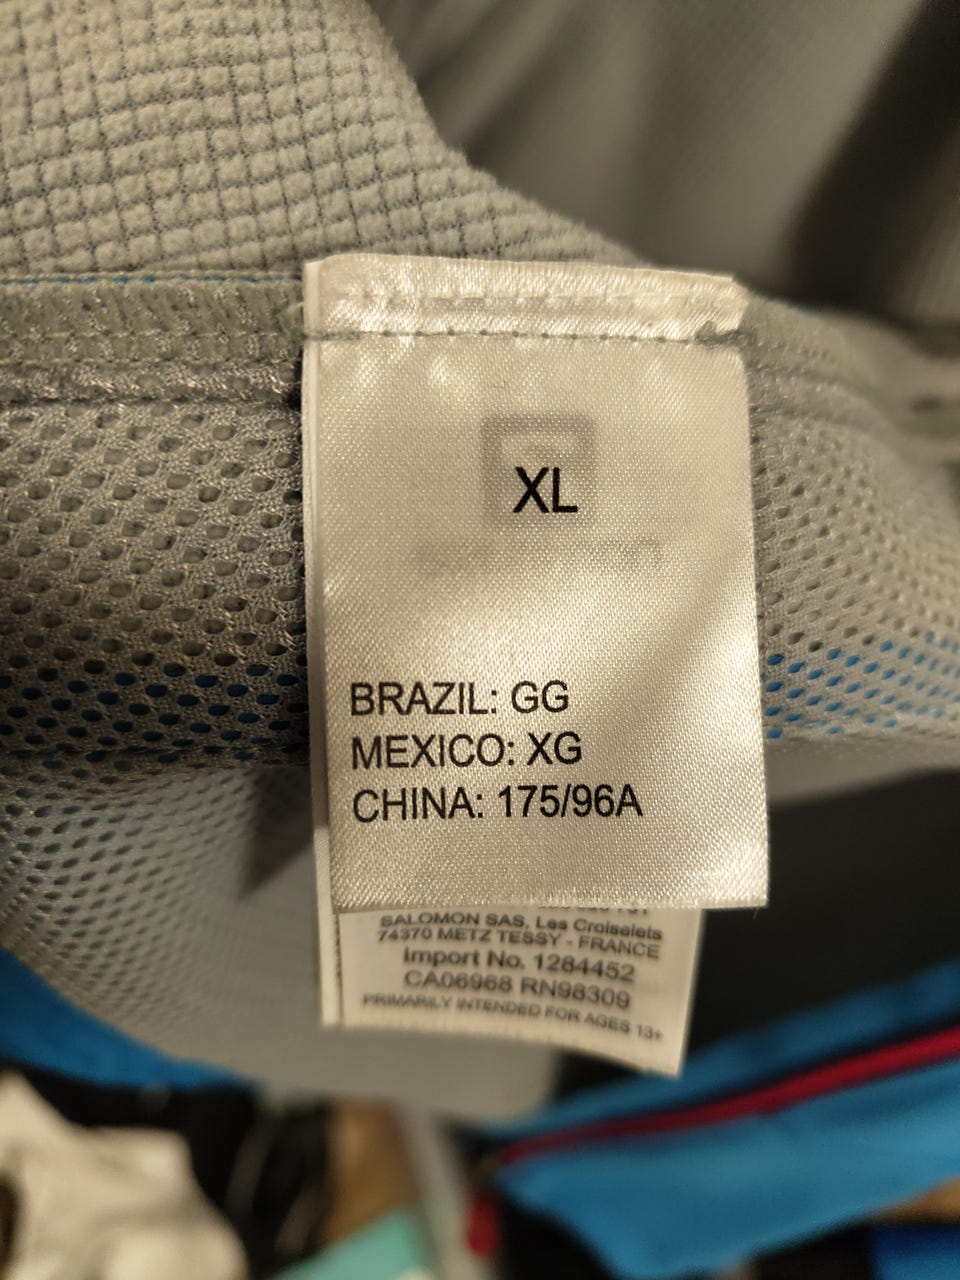 XL
BRAZIL: GG
MEXICO: XG
CHINA: 175/96A
SALOMON SAS, Les Croiselets
74370 METZ TESSY - FRANCE
Import No. 1284452
CA06968 RN98309
PRIMARILY INTENDED FOR AGES 13+